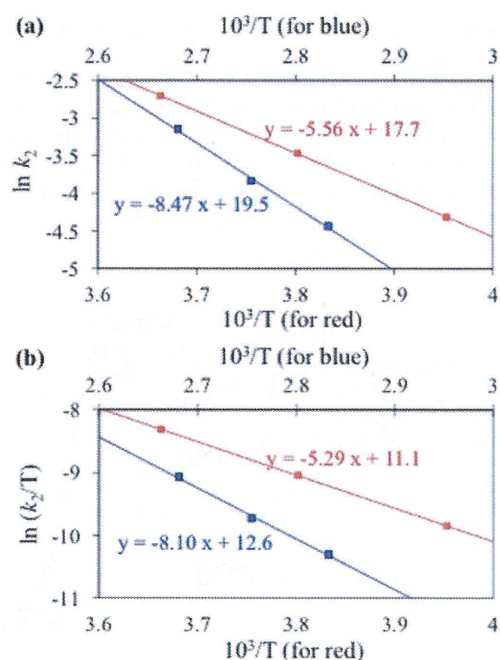 (a)
10³/T (for blue)
2.6 2.7 2.8 2.9 3
-2.5
-3
-3.5
-4
-4.5
-5
ln k₂
y = -5.56 x + 17.7
y = -8.47 x + 19.5
3.6 3.7 3.8 3.9 4
10³/T (for red)
(b)
10³/T (for blue)
2.6 2.7 2.8 2.9 3
-8
-9
-10
-11
ln (k₂/T)
y = -5.29 x + 11.1
y = -8.10 x + 12.6
3.6 3.7 3.8 3.9 4
10³/T (for red)